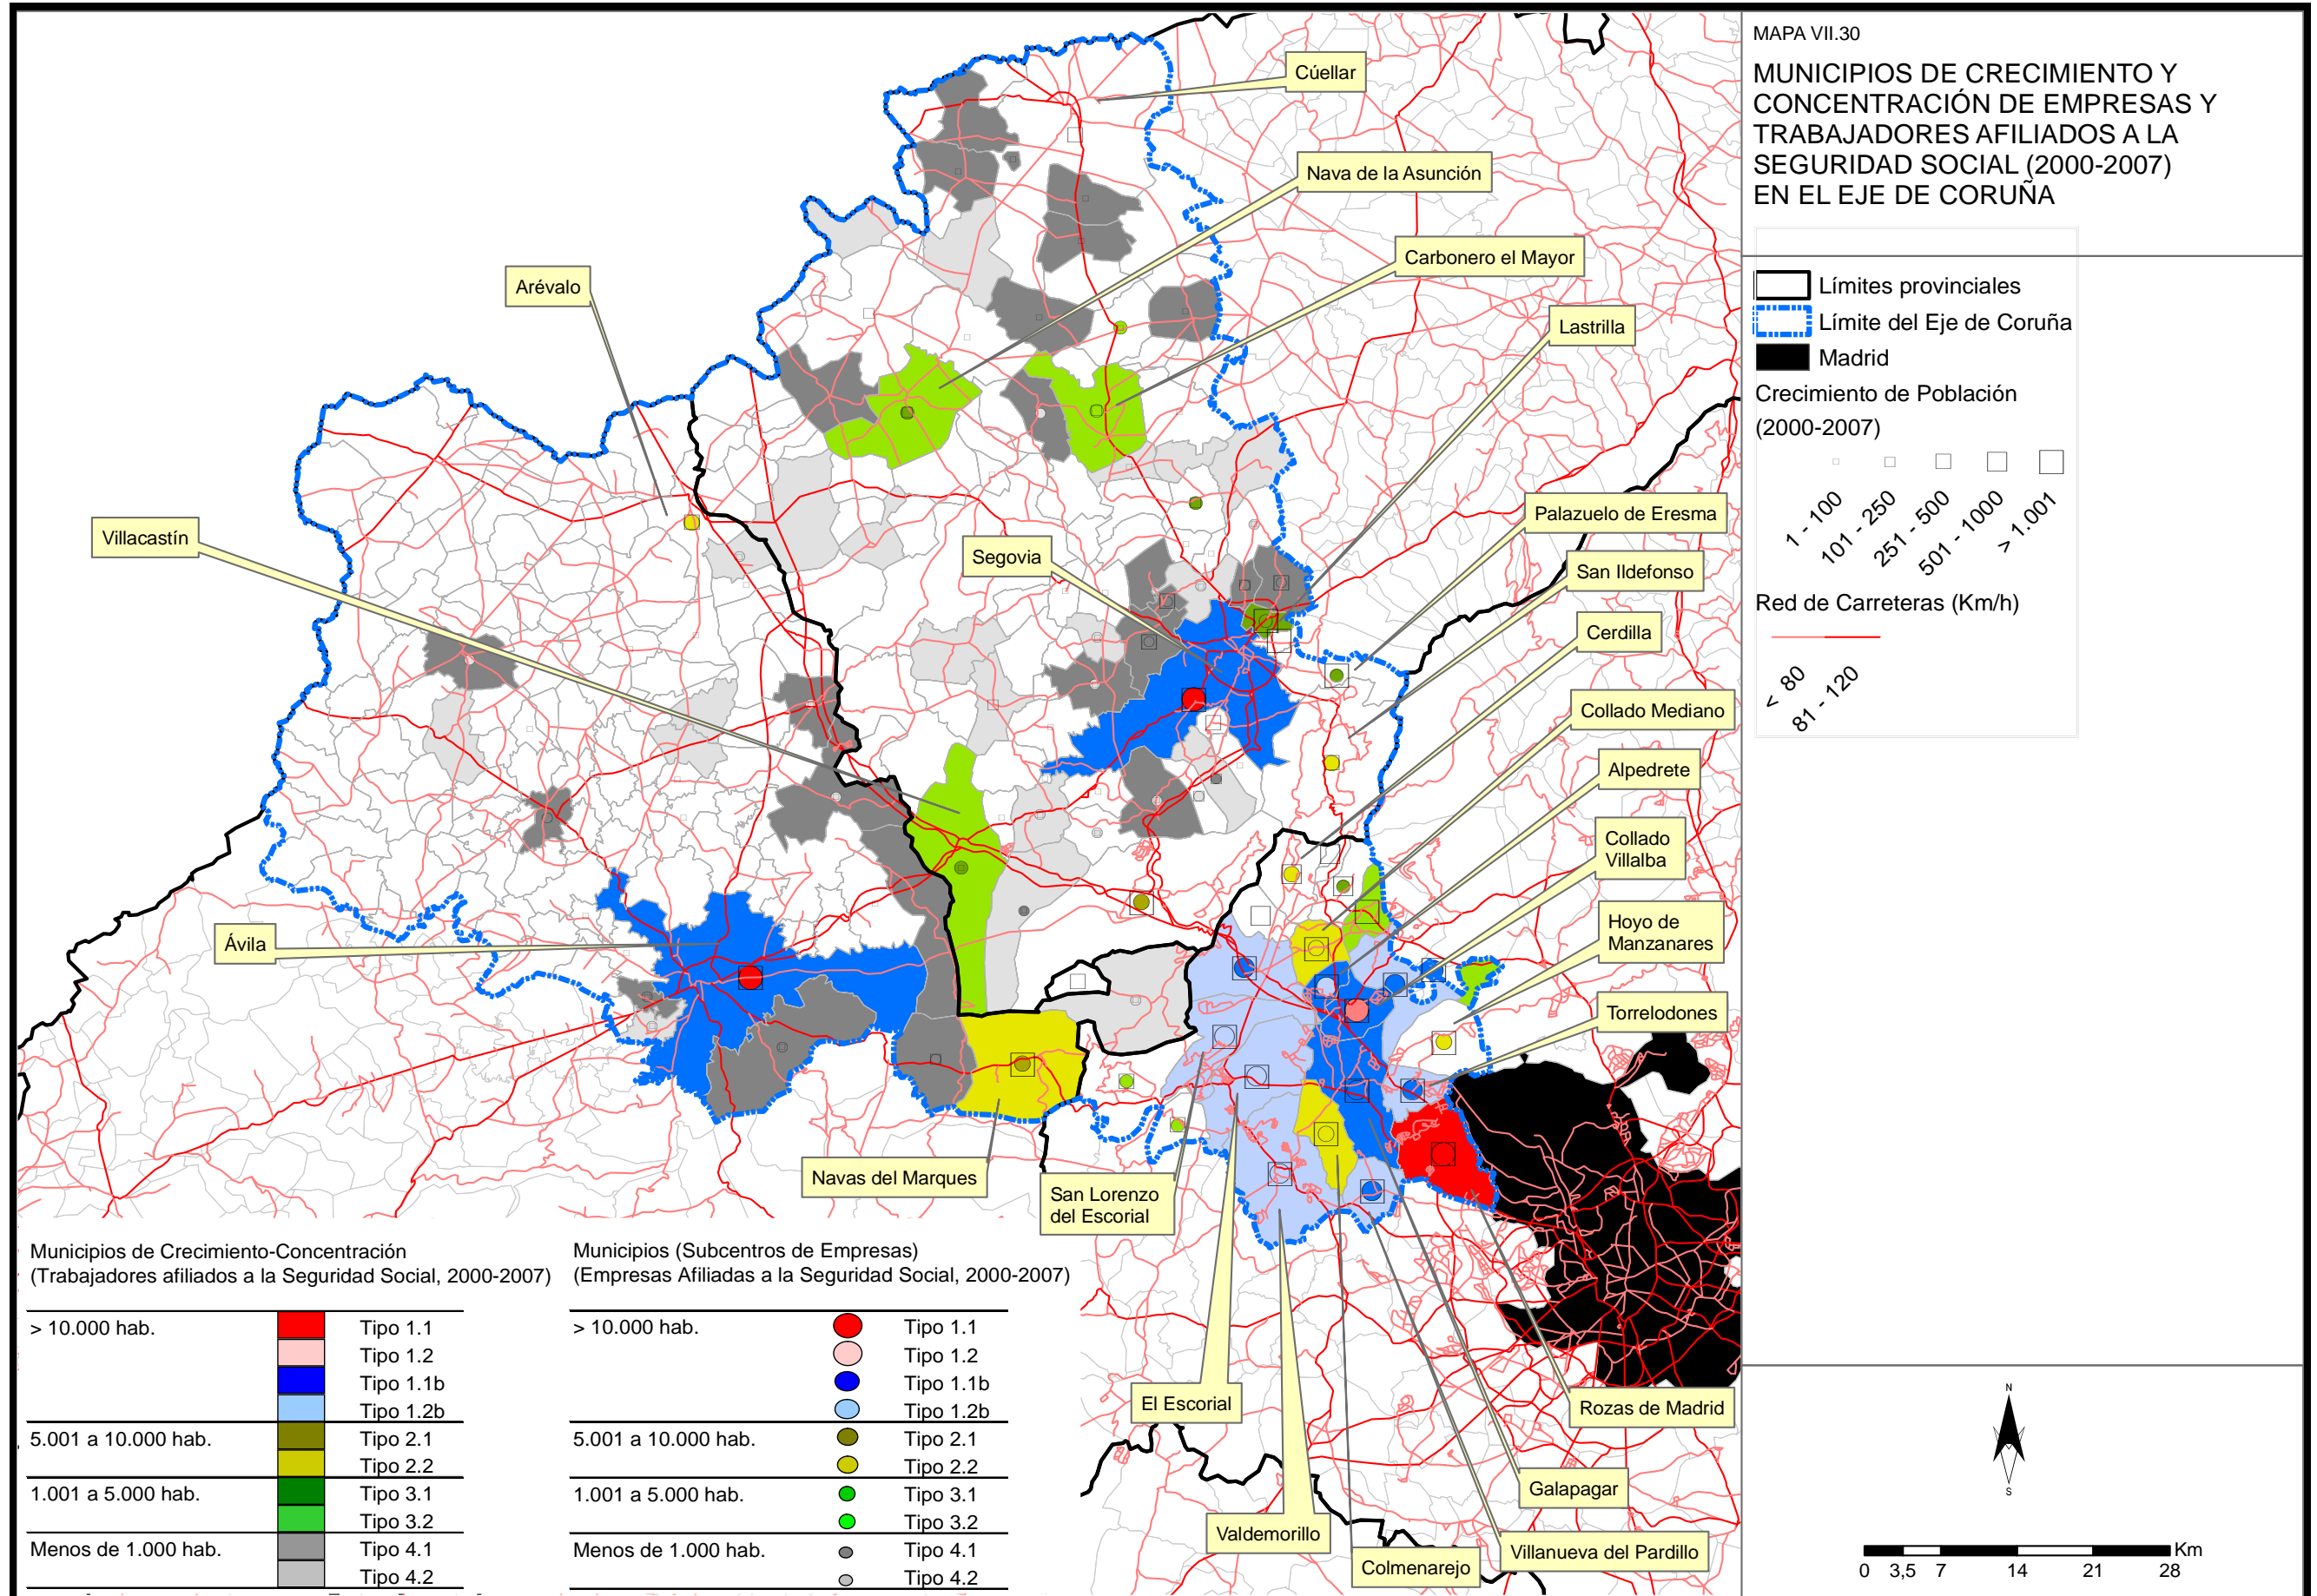 MAPA VII.30
MUNICIPIOS DE CRECIMIENTO Y
CONCENTRACIÓN DE EMPRESAS Y
TRABAJADORES AFILIADOS A LA
SEGURIDAD SOCIAL (2000-2007)
EN EL EJE DE CORUÑA
Límites provinciales
Límite del Eje de Coruña
Madrid
Crecimiento de Población
(2000-2007)
1 - 100
101 - 250
251 - 500
501 - 1000
> 1.001
Red de Carreteras (Km/h)
< 80
81 - 120
Cúellar
Nava de la Asunción
Carbonero el Mayor
Arévalo
Lastrilla
Villacastín
Palazuelo de Eresma
Segovia
San Ildefonso
Cerdilla
Collado Mediano
Alpedrete
Collado
Villalba
Hoyo de
Manzanares
Ávila
Torrelodones
Navas del Marques
San Lorenzo
del Escorial
El Escorial
Rozas de Madrid
Galapagar
Valdemorillo
Villanueva del Pardillo
Colmenarejo
Municipios de Crecimiento-Concentración
(Trabajadores afiliados a la Seguridad Social, 2000-2007)
> 10.000 hab.
Tipo 1.1
Tipo 1.2
Tipo 1.1b
Tipo 1.2b
5.001 a 10.000 hab.
Tipo 2.1
Tipo 2.2
1.001 a 5.000 hab.
Tipo 3.1
Tipo 3.2
Menos de 1.000 hab.
Tipo 4.1
Tipo 4.2
Municipios (Subcentros de Empresas)
(Empresas Afiliadas a la Seguridad Social, 2000-2007)
> 10.000 hab.
Tipo 1.1
Tipo 1.2
Tipo 1.1b
Tipo 1.2b
5.001 a 10.000 hab.
Tipo 2.1
Tipo 2.2
1.001 a 5.000 hab.
Tipo 3.1
Tipo 3.2
Menos de 1.000 hab.
Tipo 4.1
Tipo 4.2
N
S
Km
0 3,5 7 14 21 28